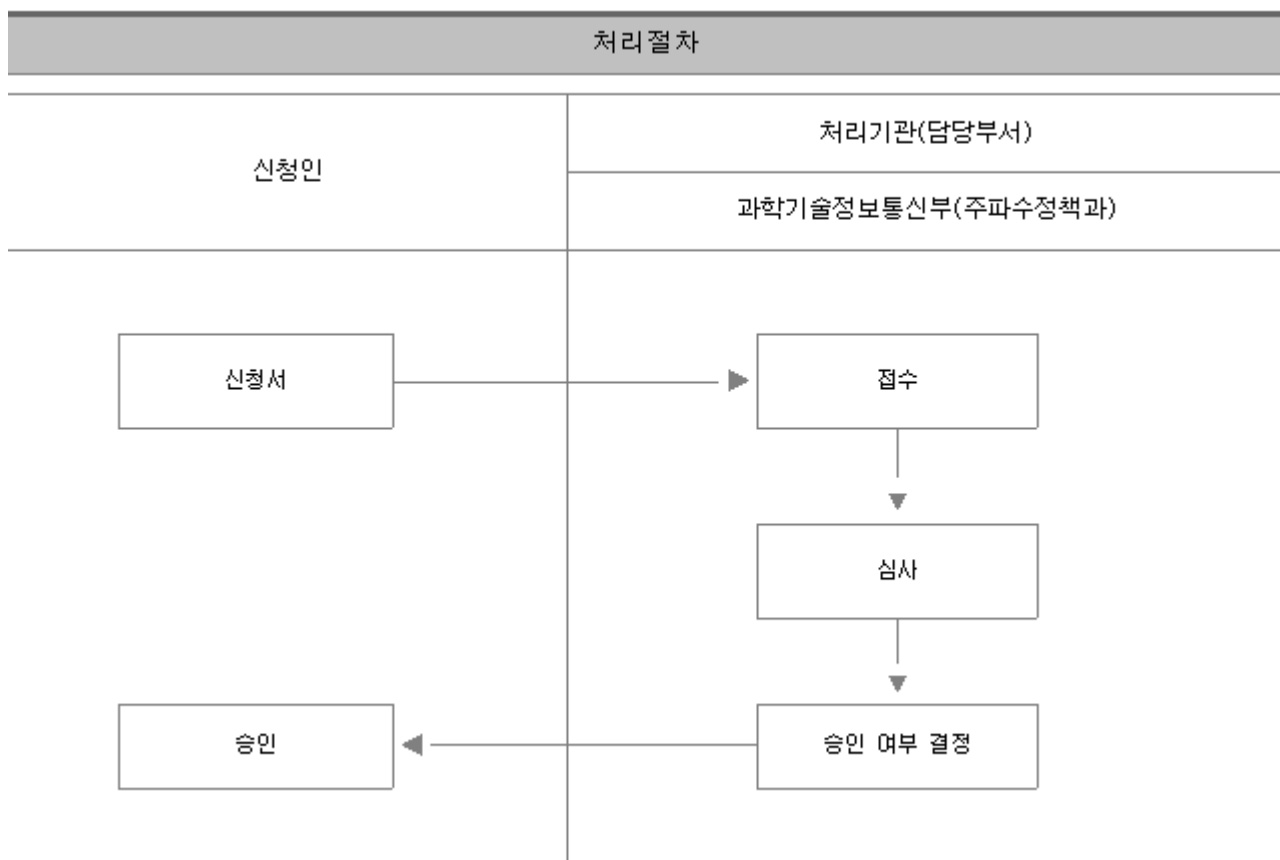 처리절차
신청인
처리기관(담당부서)
과학기술정보통신부(주파수정책과)
신청서
접수
심사
승인 여부 결정
승인